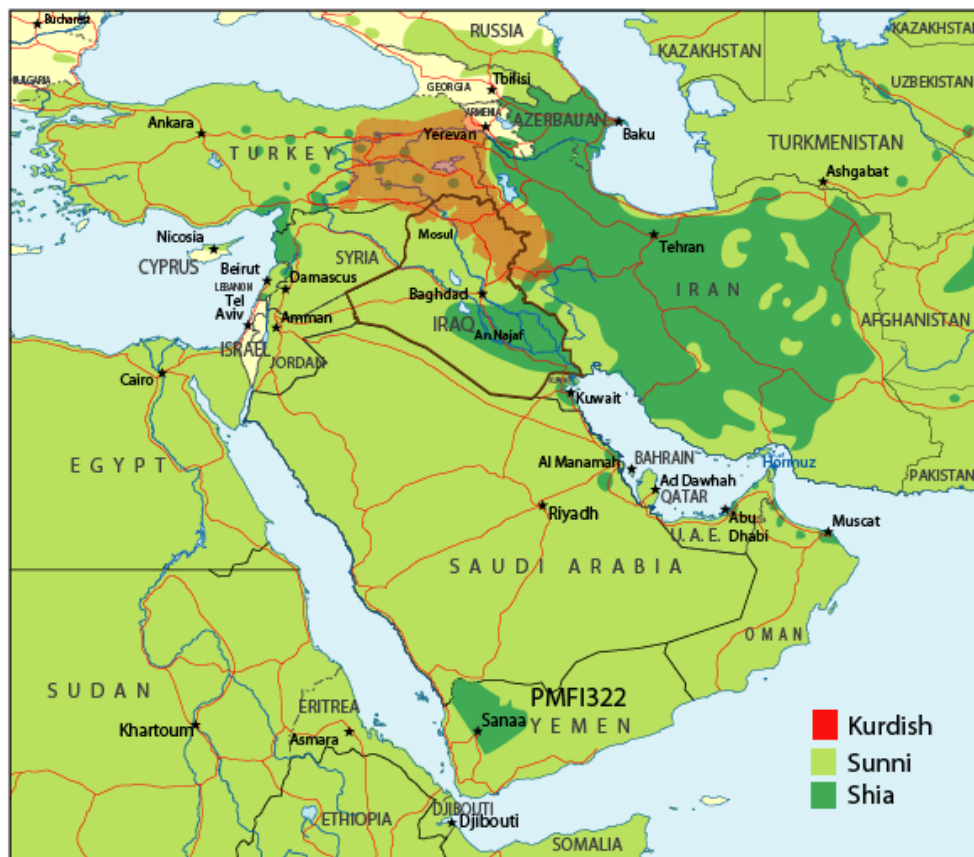 Bucharest
RUSSIA
KAZAKHSTAN
KAZAKHSTAN
BULGARIA
Tbilisi
GEORGIA
UZBEKISTAN
ARMENIA
AZERBAIJAN
Ankara
Yerevan
Baku
TURKEY
TURKMENISTAN
Ashgabat
Nicosia
Mosul
Tehran
CYPRUS
SYRIA
Beirut
LEBANON
Damascus
Baghdad
IRAN
Tel
Aviv
Amman
IRAQ
An Najaf
AFGHANISTAN
ISRAEL
JORDAN
Cairo
Kuwait
Al Manamah
BAHRAIN
Hormuz
EGYPT
Ad Dawhah
QATAR
PAKISTAN
Riyadh
Abu
Dhabi
U. A. E.
Muscat
SAUDI ARABIA
OMAN
SUDAN
PMFI322
ERITREA
Sanaa
YEMEN
Khartoum
Asmara
Kurdish
Sunni
Shia
DJIBOUTI
Djibouti
ETHIOPIA
SOMALIA